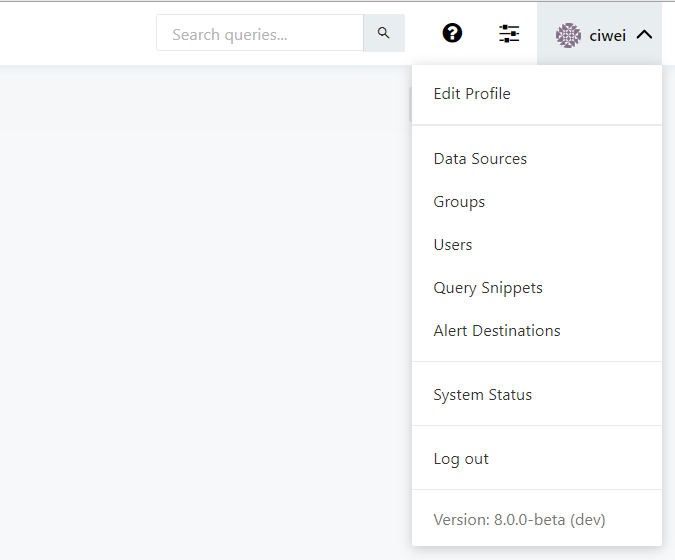 Search queries...
ciwei
Edit Profile
Data Sources
Groups
Users
Query Snippets
Alert Destinations
System Status
Log out
Version: 8.0.0-beta (dev)